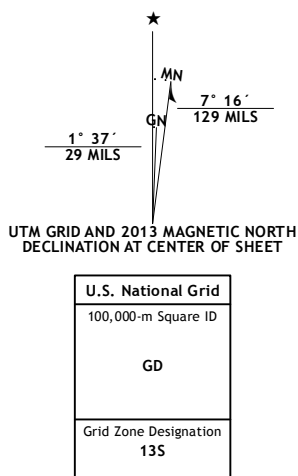 ★
MN
7° 16´
129 MILS
GN
1° 37´
29 MILS
UTM GRID AND 2013 MAGNETIC NORTH
DECLINATION AT CENTER OF SHEET
U.S. National Grid
100,000-m Square ID
GD
Grid Zone Designation
13S